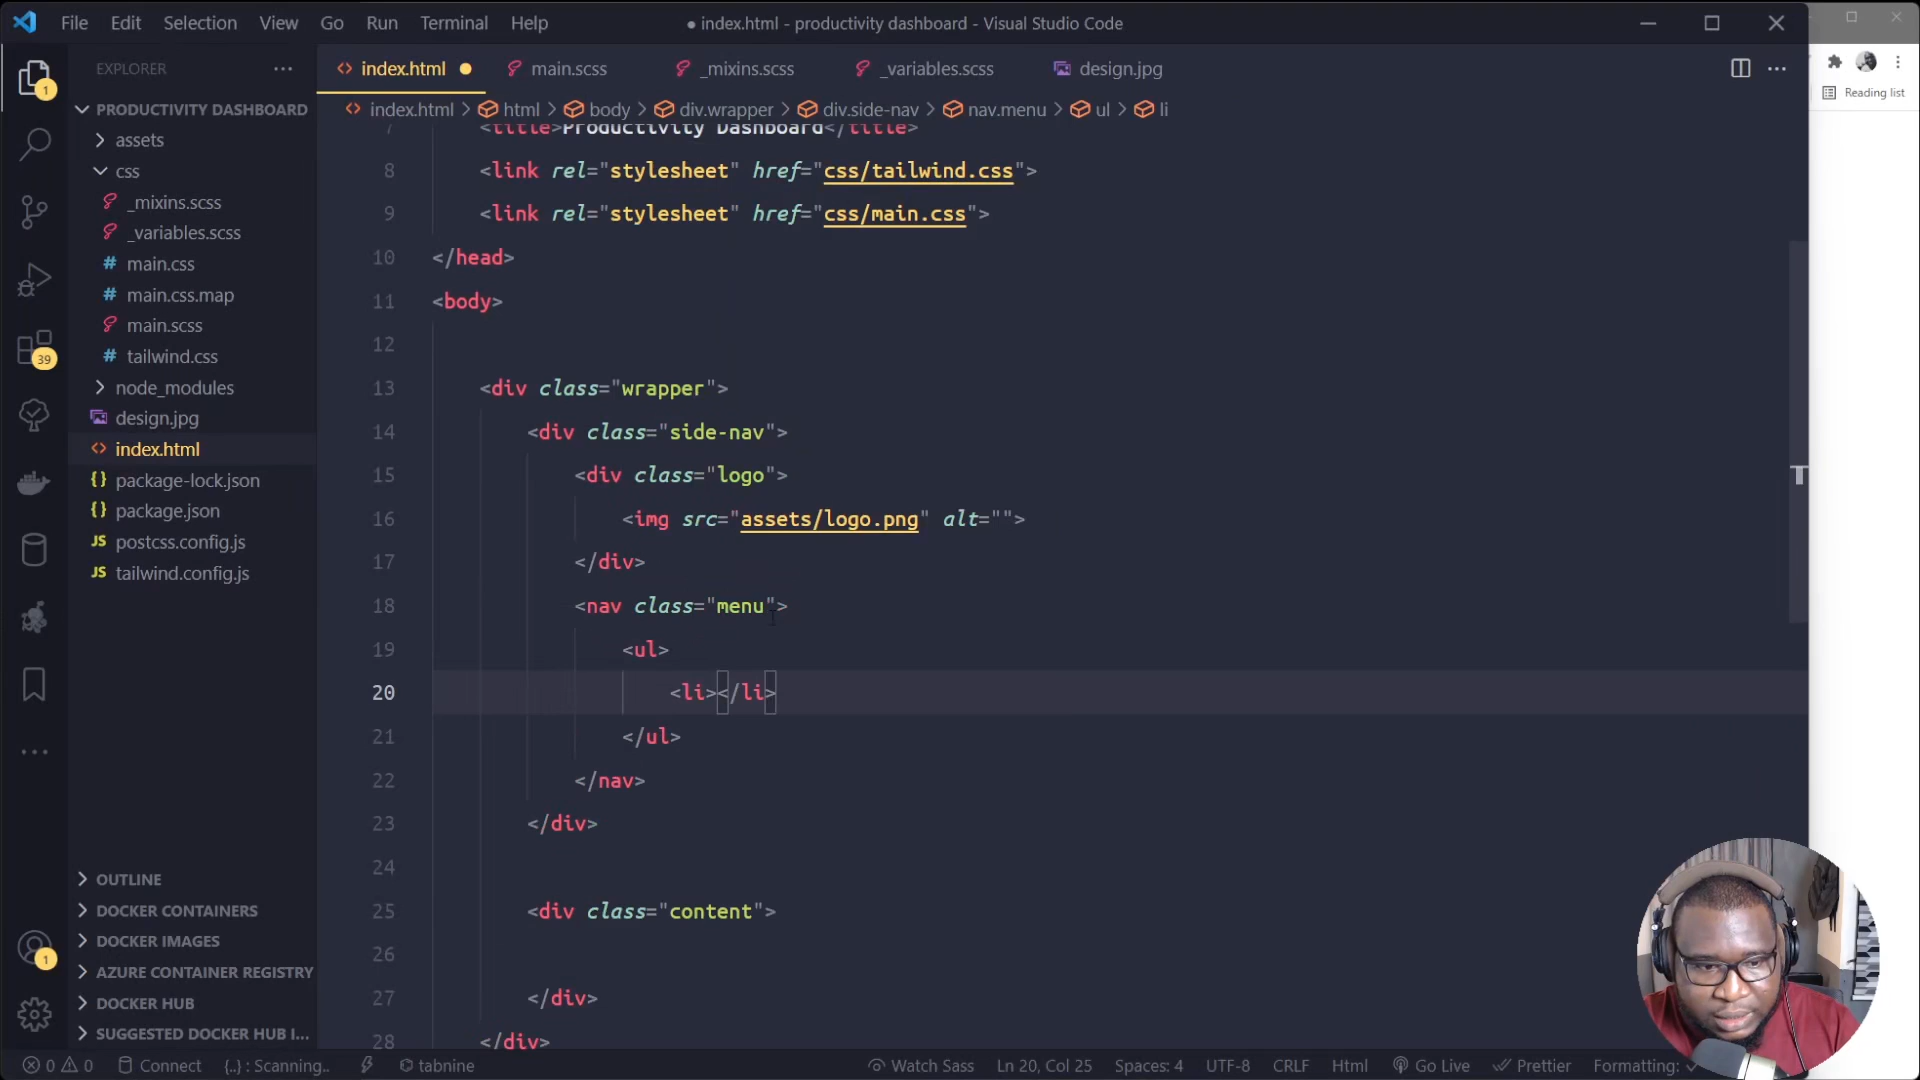 File Edit Selection View Go Run Terminal Help ● index.html - productivity dashboard - Visual Studio Code
1
EXPLORER
index.html
main.scss
_mixins.scss
_variables.scss
design.jpg
Reading list
PRODUCTIVITY DASHBOARD
assets
css
_mixins.scss
_variables.scss
main.css
main.css.map
main.scss
tailwind.css
node_modules
design.jpg
index.html
package-lock.json
package.json
postcss.config.js
tailwind.config.js
39
OUTLINE
DOCKER CONTAINERS
DOCKER IMAGES
AZURE CONTAINER REGISTRY
DOCKER HUB
SUGGESTED DOCKER HUB I...
1
index.html > html > body > div.wrapper > div.side-nav > nav.menu > ul > li
7 <title>Productivity Dashboard</title>
8 <link rel="stylesheet" href="css/tailwind.css">
9 <link rel="stylesheet" href="css/main.css">
10 </head>
11 <body>
12
13 <div class="wrapper">
14 <div class="side-nav">
15 <div class="logo">
16 <img src="assets/logo.png" alt="">
17 </div>
18 <nav class="menu">
19 <ul>
20 <li></li>
21 </ul>
22 </nav>
23 </div>
24
25 <div class="content">
26
27 </div>
28 </div>
0 0 Connect {..} : Scanning.. tabnine Watch Sass Ln 20, Col 25 Spaces: 4 UTF-8 CRLF Html Go Live Prettier Formatting: ✓